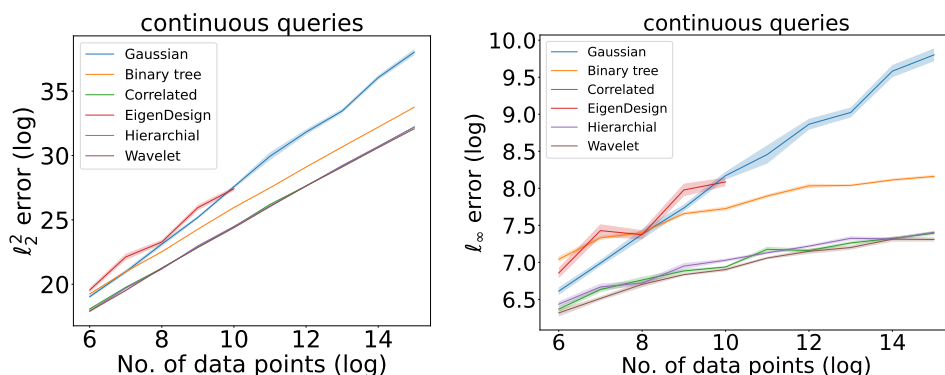 continuous queries
ℓ₂² error (log)
35
30
25
20
Gaussian
Binary tree
Correlated
EigenDesign
Hierarchial
Wavelet
6 8 10 12 14
No. of data points (log)
continuous queries
ℓ∞ error (log)
10.0
9.5
9.0
8.5
8.0
7.5
7.0
6.5
Gaussian
Binary tree
Correlated
EigenDesign
Hierarchial
Wavelet
6 8 10 12 14
No. of data points (log)